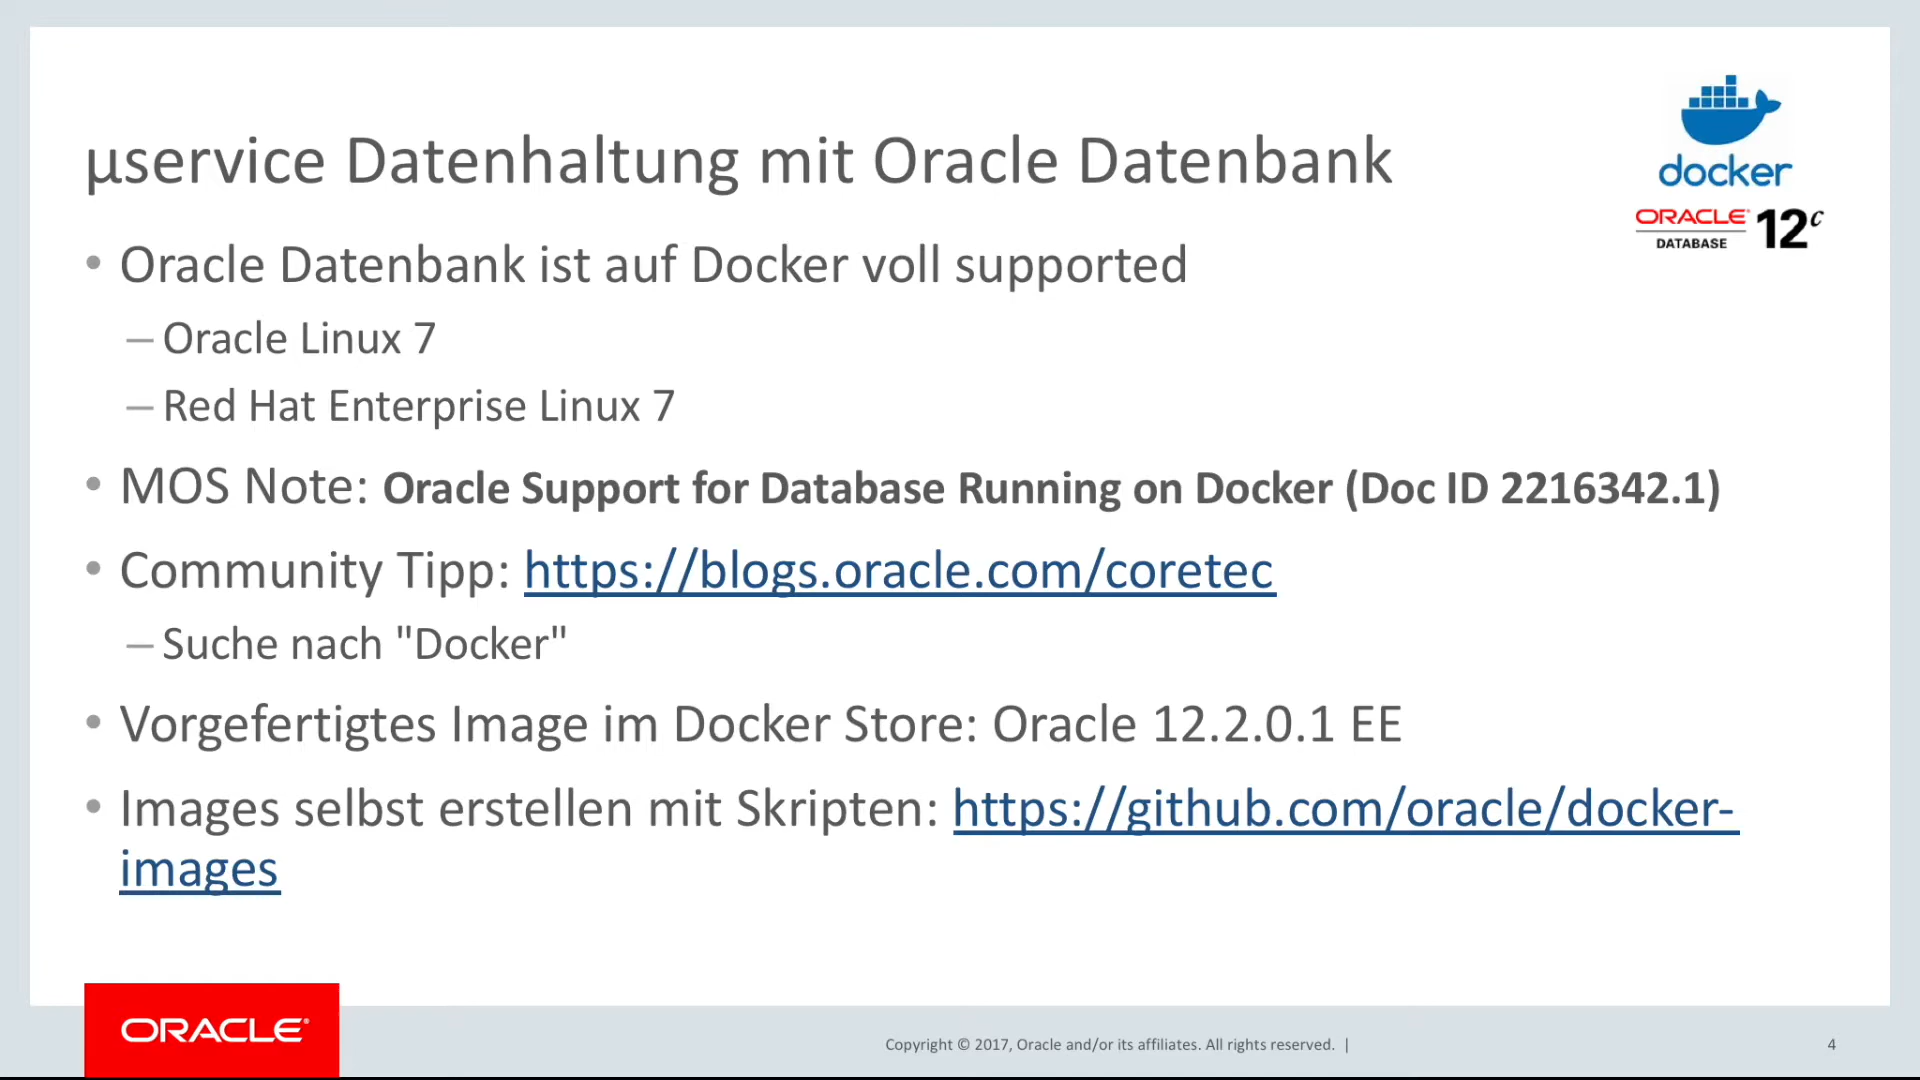 docker
ORACLE DATABASE 12c
µservice Datenhaltung mit Oracle Datenbank
• Oracle Datenbank ist auf Docker voll supported
– Oracle Linux 7
– Red Hat Enterprise Linux 7
• MOS Note: Oracle Support for Database Running on Docker (Doc ID 2216342.1)
• Community Tipp: https://blogs.oracle.com/coretec
– Suche nach "Docker"
• Vorgefertigtes Image im Docker Store: Oracle 12.2.0.1 EE
• Images selbst erstellen mit Skripten: https://github.com/oracle/docker-
images
ORACLE®
Copyright © 2017, Oracle and/or its affiliates. All rights reserved. |
4